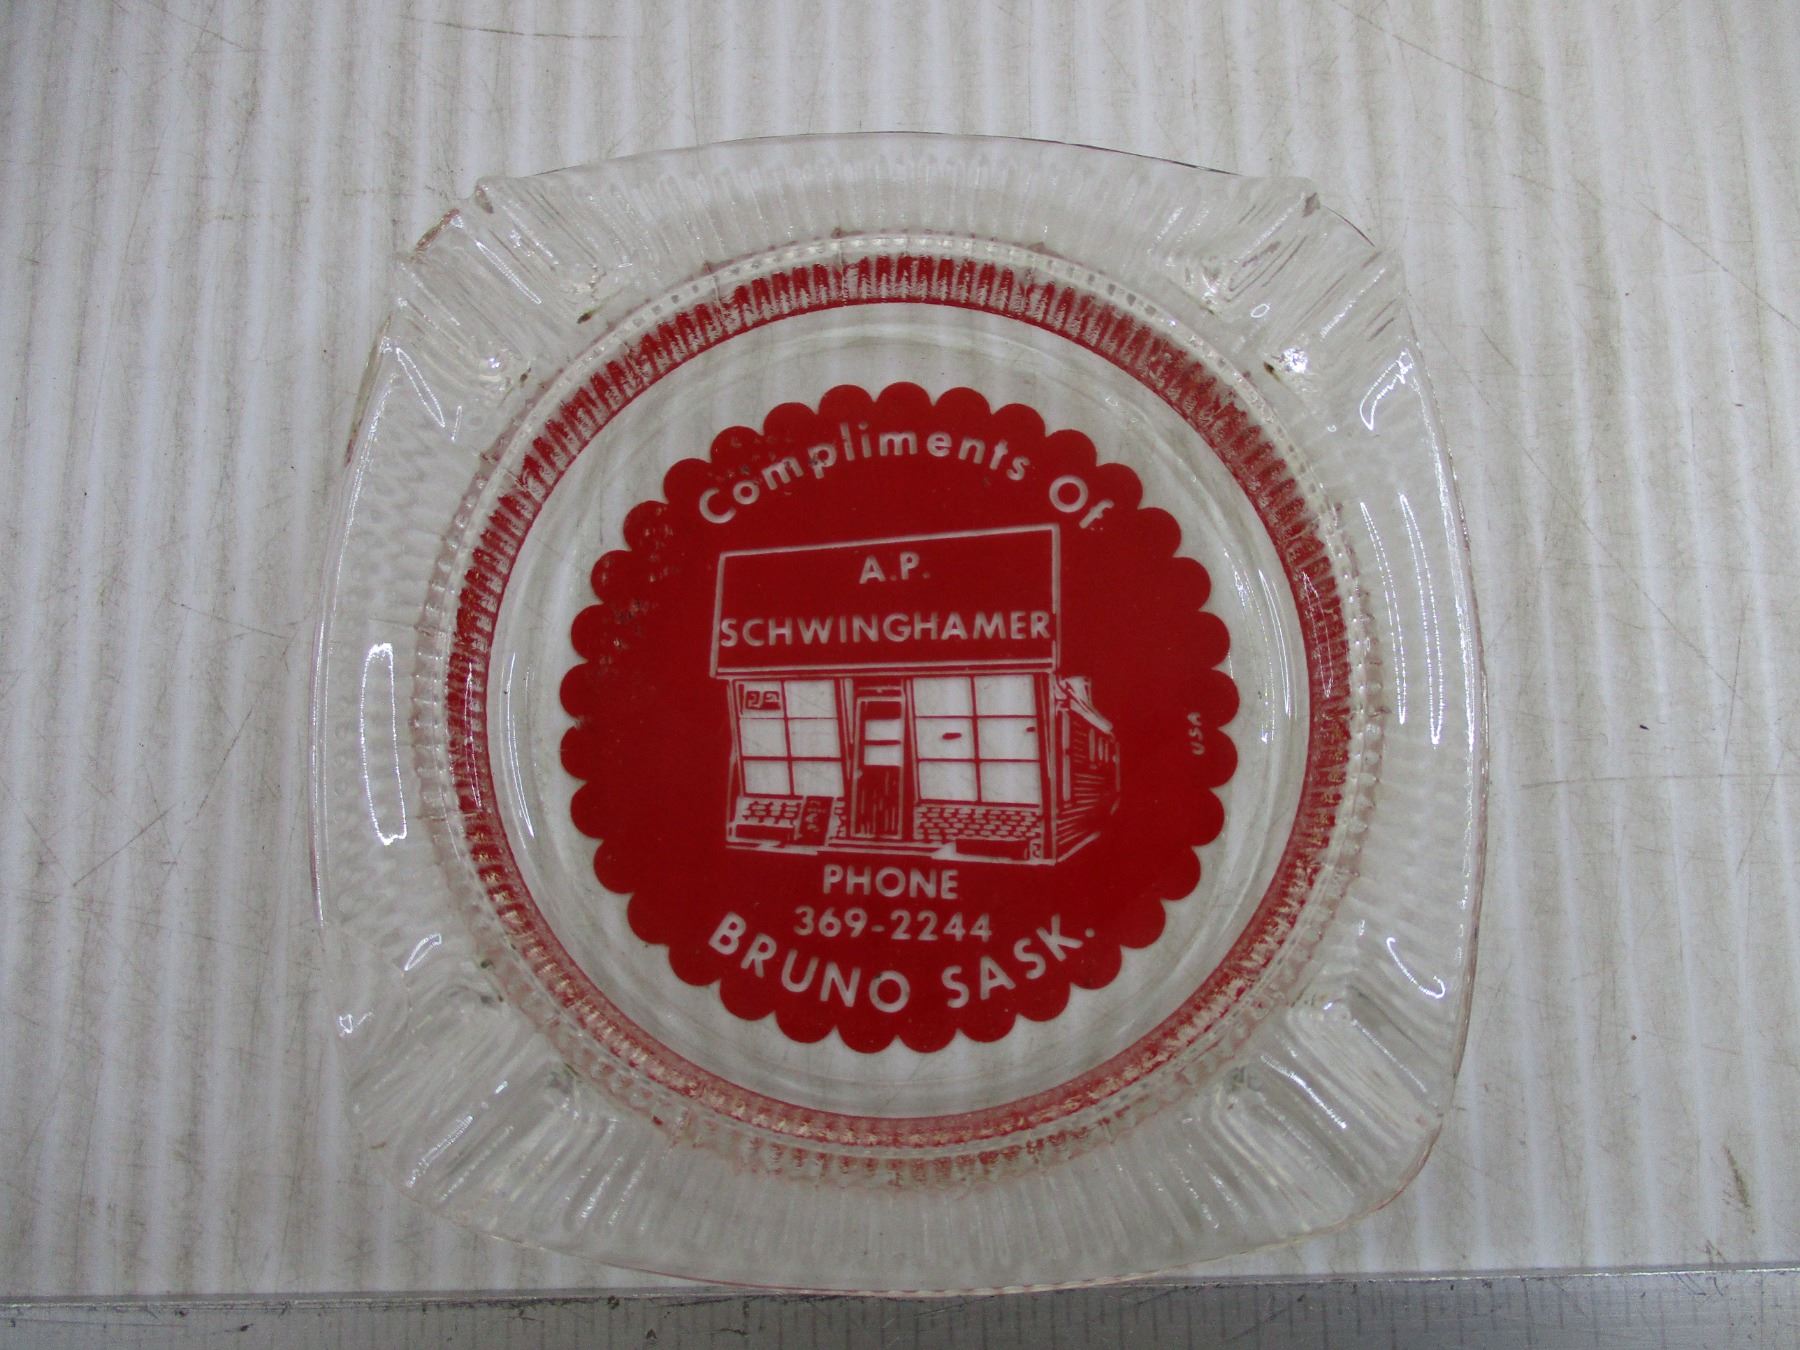 Compliments Of
A.P.
SCHWINGHAMER
USA
PHONE
369-2244
BRUNO SASK.